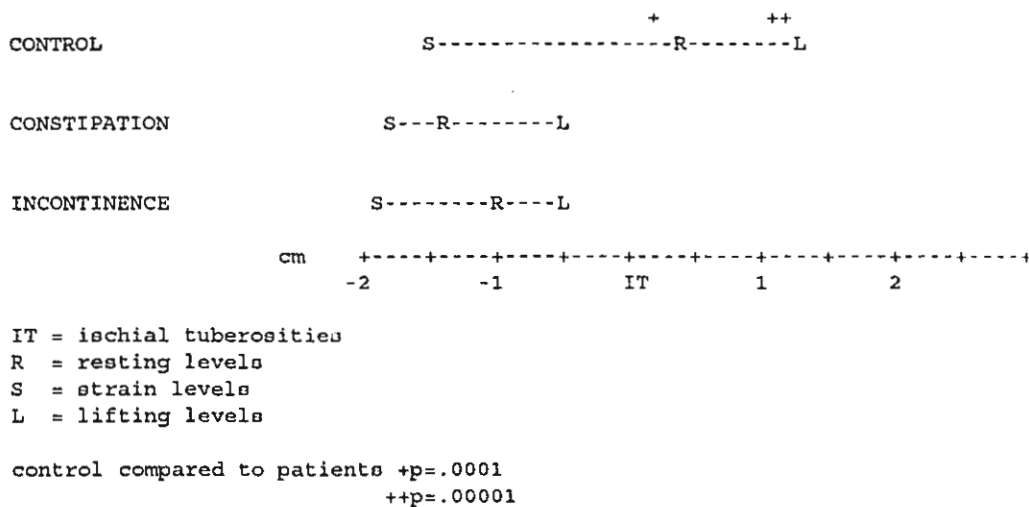 + ++
CONTROL S------------------R--------L
CONSTIPATION S---R--------L
INCONTINENCE S--------R----L
cm +----+----+----+----+----+----+----+----+----+----+
-2 -1 IT 1 2
IT = ischial tuberosities
R = resting levels
S = strain levels
L = lifting levels
control compared to patients +p=.0001
++p=.00001